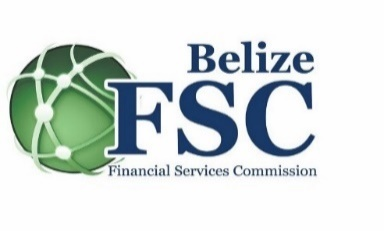 Belize
FSC
Financial Services Commission